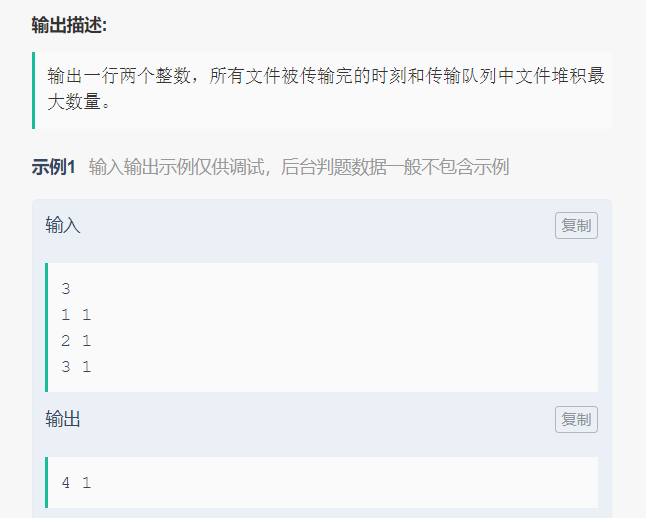 输出描述:
输出一行两个整数，所有文件被传输完的时刻和传输队列中文件堆积最
大数量。
示例1 输入输出示例仅供调试，后台判题数据一般不包含示例
输入 复制
3
1 1
2 1
3 1
输出 复制
4 1